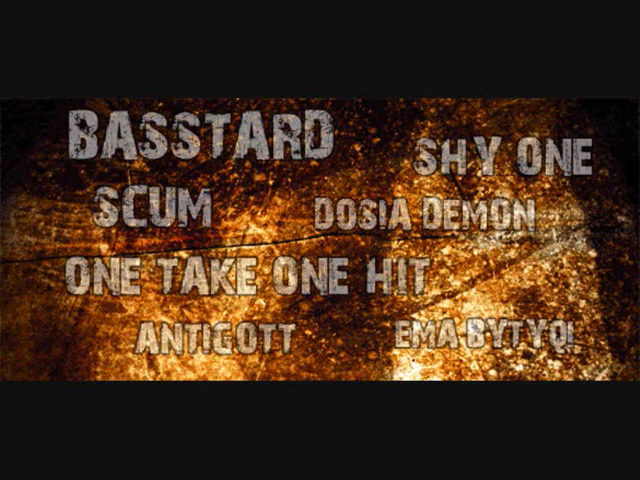 BASSTARD
SHY ONE
SCUM
DOSIA DEMON
ONE TAKE ONE HIT
ANTIGOTT
EMA BYTYQI